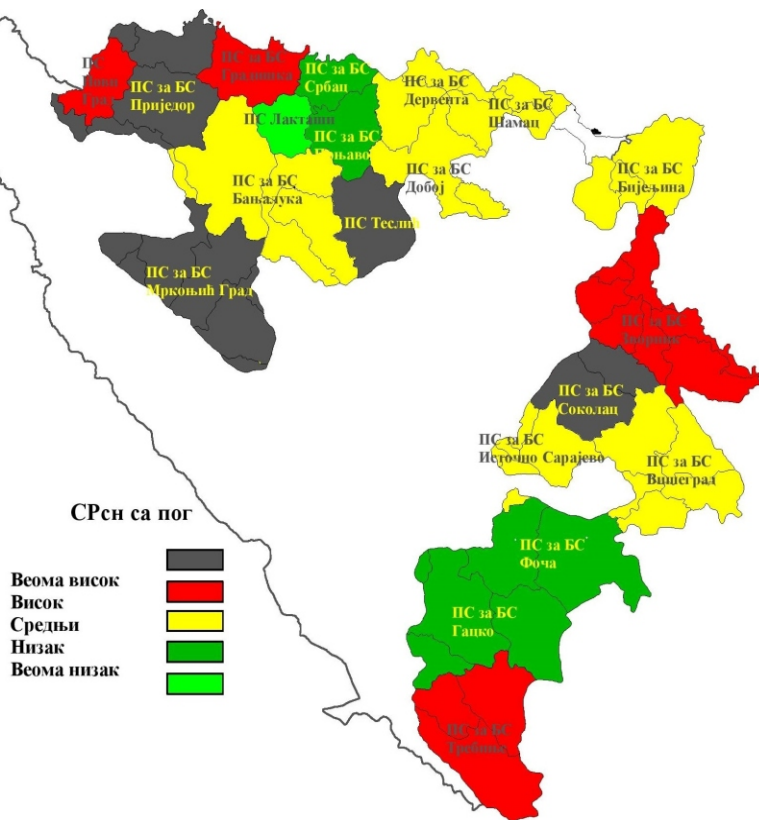 ПС
Нови
Град
ПС за БС
Приједор
ПС за БС
Градишка
ПС за БС
Србац
ПС Лакташи
ПС за БС
Прњаво
ПС за БС
Дервента
ПС за БС
Шамац
ПС за БС
Добој
ПС за БС
Бијељина
ПС за БС
Бањалука
ПС Теслић
ПС за БС
Мркоњић Град
ПС за БС
Зворник
ПС за БС
Соколац
ПС за БС
Источно Сарајево
ПС за БС
Вишеград
ПС за БС
Фоча
ПС за БС
Гацко
ПС за БС
Требиње
СРсн са пог
Веома висок
Висок
Средњи
Низак
Веома низак